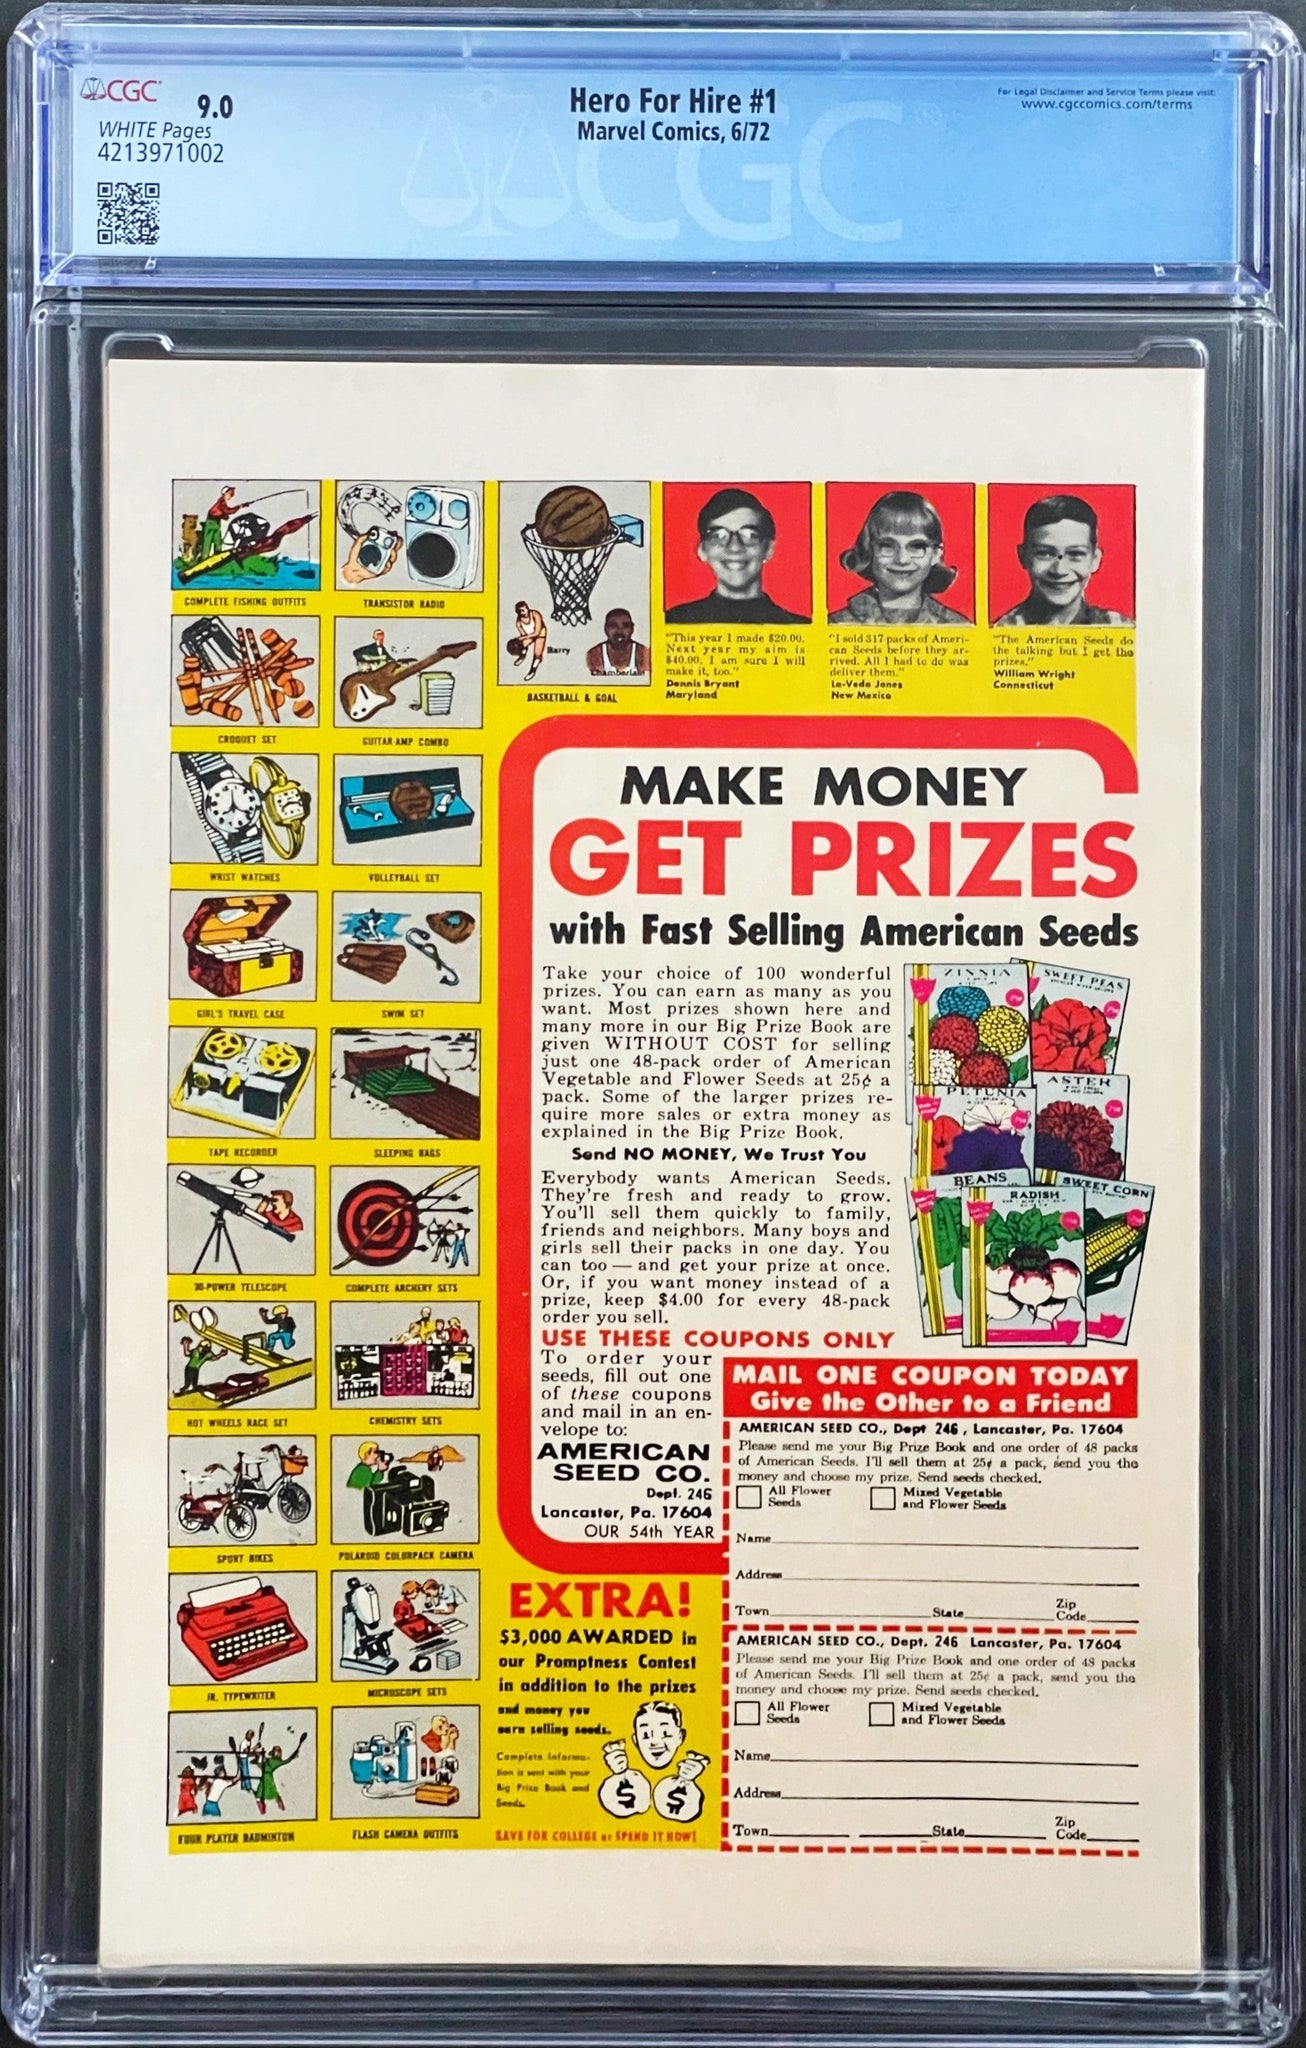 CGC
9.0
WHITE Pages
4213971002
Hero For Hire #1
Marvel Comics, 6/72
For Legal Disclaimer and Service Terms please visit:
www.cgccomics.com/terms
CGC
COMPLETE FISHING OUTFITS
TRANSISTOR RADIO
Barry
Chamberlain
BASKETBALL & GOAL
CROQUET SET
GUITAR-AMP COMBO
WRIST WATCHES
VOLLEYBALL SET
GIRL'S TRAVEL CASE
SWIM SET
TAPE RECORDER
SLEEPING BAGS
30-POWER TELESCOPE
COMPLETE ARCHERY SETS
HOT WHEELS RACE SET
CHEMISTRY SETS
SPORT BIKES
POLAROID COLORPACK CAMERA
JR. TYPEWRITER
MICROSCOPE SETS
FOUR PLAYER BADMINTON
FLASH CAMERA OUTFITS
"This year I made $20.00.
Next year my aim is
$40.00, I am sure I will
make it, too."
Dennis Bryant
Maryland
"I sold 317 packs of Ameri-
can Seeds before they ar-
rived. All I had to do was
deliver them."
La-Veda Jones
New Mexico
"The American Seeds do
the talking but I get the
prizes."
William Wright
Connecticut
MAKE MONEY
GET PRIZES
with Fast Selling American Seeds
Take your choice of 100 wonderful
prizes. You can earn as many as you
want. Most prizes shown here and
many more in our Big Prize Book are
given WITHOUT COST for selling
just one 48-pack order of American
Vegetable and Flower Seeds at 25¢ a
pack. Some of the larger prizes re-
quire more sales or extra money as
explained in the Big Prize Book.
Send NO MONEY, We Trust You
Everybody wants American Seeds.
They're fresh and ready to grow.
You'll sell them quickly to family,
friends and neighbors. Many boys and
girls sell their packs in one day. You
can too — and get your prize at once.
Or, if you want money instead of a
prize, keep $4.00 for every 48-pack
order you sell.
ZINNIA
SWEET PEAS
PETUNIA
ASTER
BEANS
RADISH
SWEET CORN
USE THESE COUPONS ONLY
To order your
seeds, fill out one
of these coupons
and mail in an en-
velope to:
AMERICAN
SEED CO.
Dept. 246
Lancaster, Pa. 17604
OUR 54th YEAR
MAIL ONE COUPON TODAY
Give the Other to a Friend
AMERICAN SEED CO., Dept 246, Lancaster, Pa. 17604
Please send me your Big Prize Book and one order of 48 packs
of American Seeds. I'll sell them at 25¢ a pack, send you the
money and choose my prize. Send seeds checked.
All Flower
Seeds
Mixed Vegetable
and Flower Seeds
Name
Address
Town State Zip
Code
AMERICAN SEED CO., Dept. 246 Lancaster, Pa. 17604
Please send me your Big Prize Book and one order of 48 packs
of American Seeds. I'll sell them at 25¢ a pack, send you the
money and choose my prize. Send seeds checked.
All Flower
Seeds
Mixed Vegetable
and Flower Seeds
Name
Address
Town State Zip
Code
EXTRA!
$3,000 AWARDED in
our Promptness Contest
in addition to the prizes
and money you
earn selling seeds.
Complete Informa-
tion is sent with your
Big Prize Book and
Seeds.
$ $
SAVE FOR COLLEGE or SPEND IT NOW!